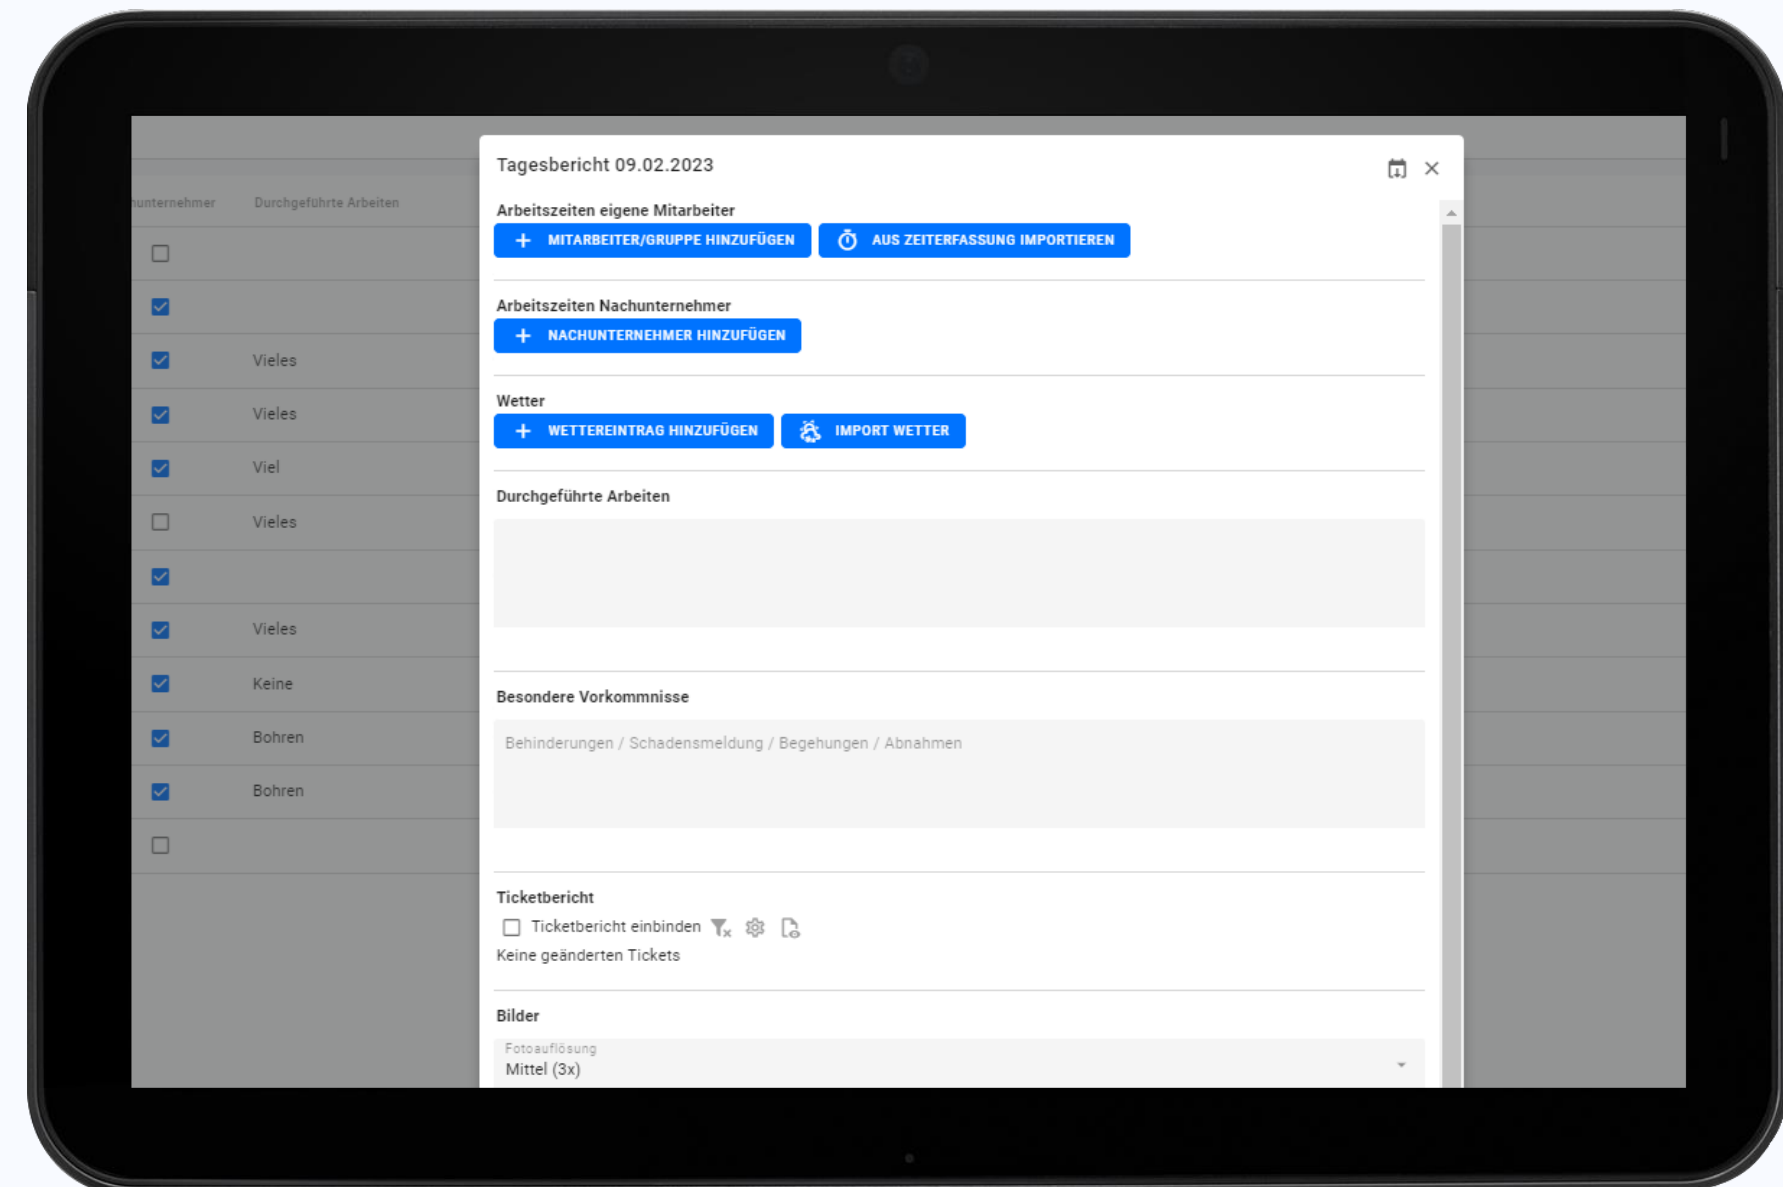 Tagesbericht 09.02.2023
Arbeitszeiten eigene Mitarbeiter
MITARBEITER/GRUPPE HINZUFÜGEN
AUS ZEITERFASSUNG IMPORTIEREN
Arbeitszeiten Nachunternehmer
NACHUNTERNEHMER HINZUFÜGEN
Wetter
WETTEREINTRAG HINZUFÜGEN
IMPORT WETTER
Durchgeführte Arbeiten
Besondere Vorkommnisse
Behinderungen / Schadensmeldung / Begehungen / Abnahmen
Ticketbericht
Ticketbericht einbinden
Keine geänderten Tickets
Bilder
Fotoauflösung
Mittel (3x)
hunternehmer Durchgeführte Arbeiten
Vieles
Vieles
Viel
Vieles
Vieles
Keine
Bohren
Bohren